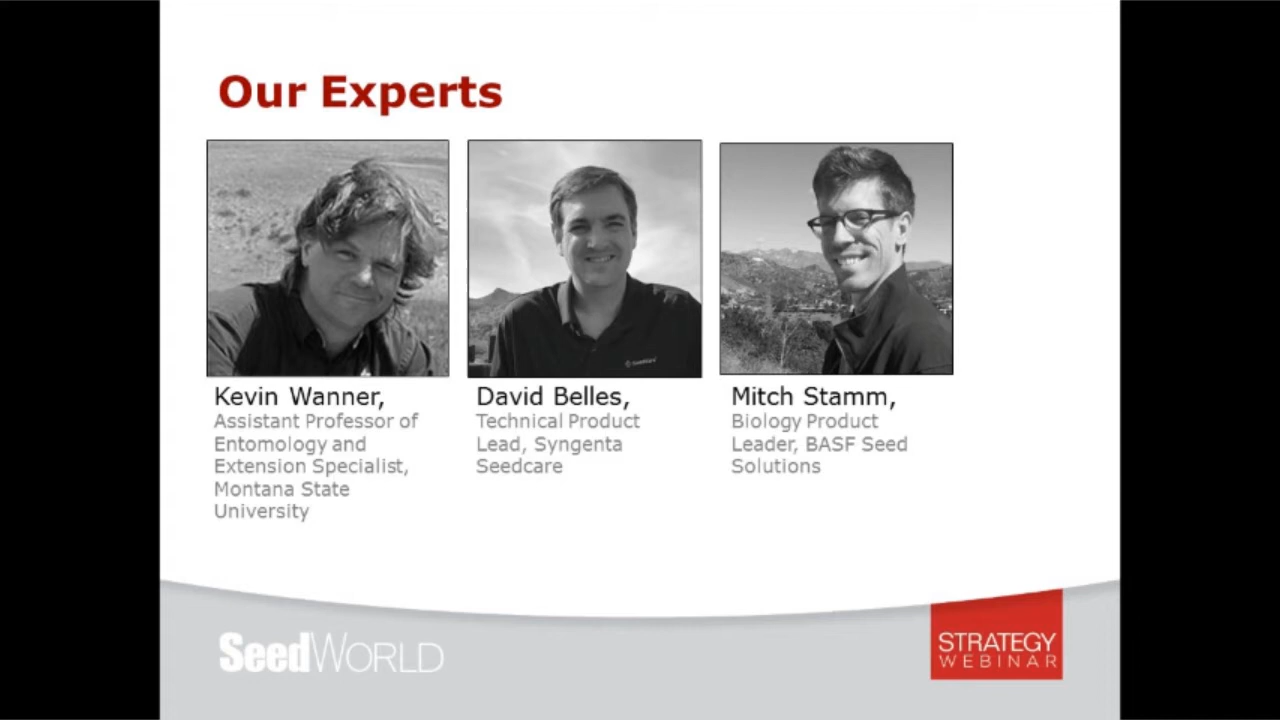 Our Experts
Kevin Wanner,
Assistant Professor of
Entomology and
Extension Specialist,
Montana State
University
David Belles,
Technical Product
Lead, Syngenta
Seedcare
Mitch Stamm,
Biology Product
Leader, BASF Seed
Solutions
SeedWORLD
STRATEGY
WEBINAR